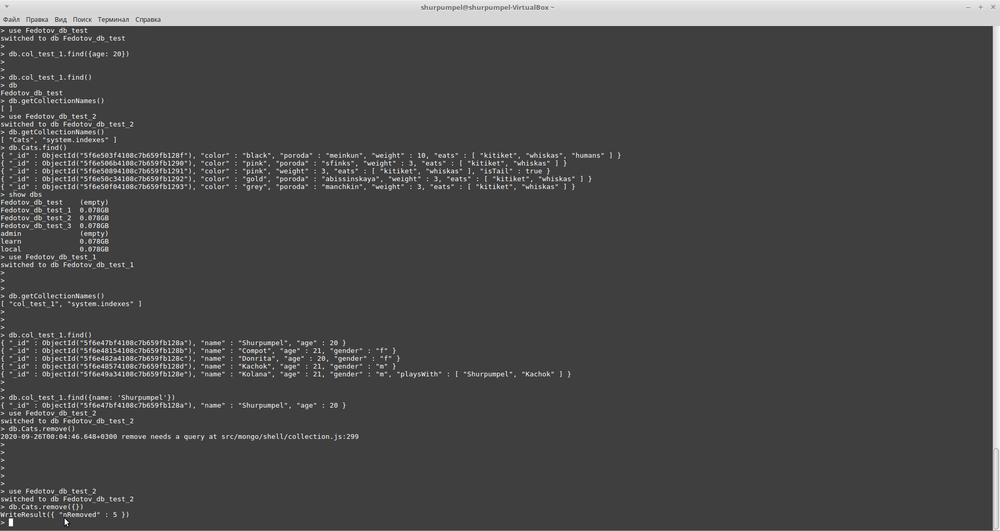 shurpumpel@shurpumpel-VirtualBox ~
Файл Правка Вид Поиск Терминал Справка
> use Fedotov_db_test
switched to db Fedotov_db_test
>
> db.col_test_1.find({age: 20})
>
>
> db.col_test_1.find()
> db
Fedotov_db_test
> db.getCollectionNames()
[ ]
> use Fedotov_db_test_2
switched to db Fedotov_db_test_2
> db.getCollectionNames()
[ "Cats", "system.indexes" ]
> db.Cats.find()
{ "_id" : ObjectId("5f6e503f4108c7b659fb128f"), "color" : "black", "poroda" : "meinkun", "weight" : 10, "eats" : [ "kitiket", "whiskas", "humans" ] }
{ "_id" : ObjectId("5f6e506b4108c7b659fb1290"), "color" : "pink", "poroda" : "sfinks", "weight" : 3, "eats" : [ "kitiket", "whiskas" ] }
{ "_id" : ObjectId("5f6e50894108c7b659fb1291"), "color" : "pink", "weight" : 3, "eats" : [ "kitiket", "whiskas" ], "isTail" : true }
{ "_id" : ObjectId("5f6e50c34108c7b659fb1292"), "color" : "gold", "poroda" : "abissinskaya", "weight" : 3, "eats" : [ "kitiket", "whiskas" ] }
{ "_id" : ObjectId("5f6e50f04108c7b659fb1293"), "color" : "grey", "poroda" : "manchkin", "weight" : 3, "eats" : [ "kitiket", "whiskas" ] }
> show dbs
Fedotov_db_test    (empty)
Fedotov_db_test_1  0.078GB
Fedotov_db_test_2  0.078GB
Fedotov_db_test_3  0.078GB
admin              (empty)
learn              0.078GB
local              0.078GB
> use Fedotov_db_test_1
switched to db Fedotov_db_test_1
>
>
>
> db.getCollectionNames()
[ "col_test_1", "system.indexes" ]
>
>
>
> db.col_test_1.find()
{ "_id" : ObjectId("5f6e47bf4108c7b659fb128a"), "name" : "Shurpumpel", "age" : 20 }
{ "_id" : ObjectId("5f6e48154108c7b659fb128b"), "name" : "Compot", "age" : 21, "gender" : "f" }
{ "_id" : ObjectId("5f6e482a4108c7b659fb128c"), "name" : "Donrita", "age" : 20, "gender" : "f" }
{ "_id" : ObjectId("5f6e48574108c7b659fb128d"), "name" : "Kachok", "age" : 21, "gender" : "m" }
{ "_id" : ObjectId("5f6e49a34108c7b659fb128e"), "name" : "Kolana", "age" : 21, "gender" : "m", "playsWith" : [ "Shurpumpel", "Kachok" ] }
>
>
> db.col_test_1.find({name: 'Shurpumpel'})
{ "_id" : ObjectId("5f6e47bf4108c7b659fb128a"), "name" : "Shurpumpel", "age" : 20 }
> use Fedotov_db_test_2
switched to db Fedotov_db_test_2
> db.Cats.remove()
2020-09-26T00:04:46.648+0300 remove needs a query at src/mongo/shell/collection.js:299
>
>
>
>
>
>
> use Fedotov_db_test_2
switched to db Fedotov_db_test_2
> db.Cats.remove({})
WriteResult({ "nRemoved" : 5 })
>